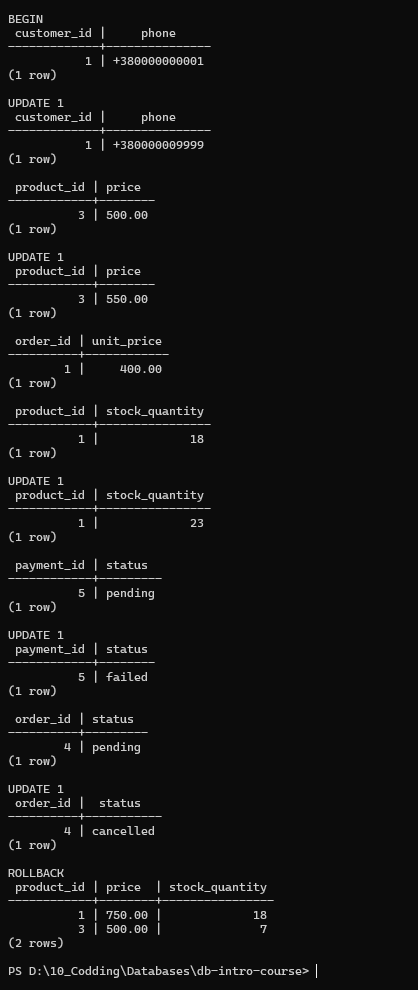 BEGIN
 customer_id |     phone
-------------+---------------
           1 | +380000000001
(1 row)

UPDATE 1
 customer_id |     phone
-------------+---------------
           1 | +380000009999
(1 row)

 product_id | price
------------+--------
          3 | 500.00
(1 row)

UPDATE 1
 product_id | price
------------+--------
          3 | 550.00
(1 row)

 order_id | unit_price
----------+------------
        1 |     400.00
(1 row)

 product_id | stock_quantity
------------+----------------
          1 |             18
(1 row)

UPDATE 1
 product_id | stock_quantity
------------+----------------
          1 |             23
(1 row)

 payment_id | status
------------+---------
          5 | pending
(1 row)

UPDATE 1
 payment_id | status
------------+--------
          5 | failed
(1 row)

 order_id | status
----------+---------
        4 | pending
(1 row)

UPDATE 1
 order_id |  status
----------+-----------
        4 | cancelled
(1 row)

ROLLBACK
 product_id | price  | stock_quantity
------------+--------+----------------
          1 | 750.00 |             18
          3 | 500.00 |              7
(2 rows)

PS D:\10_Codding\Databases\db-intro-course>